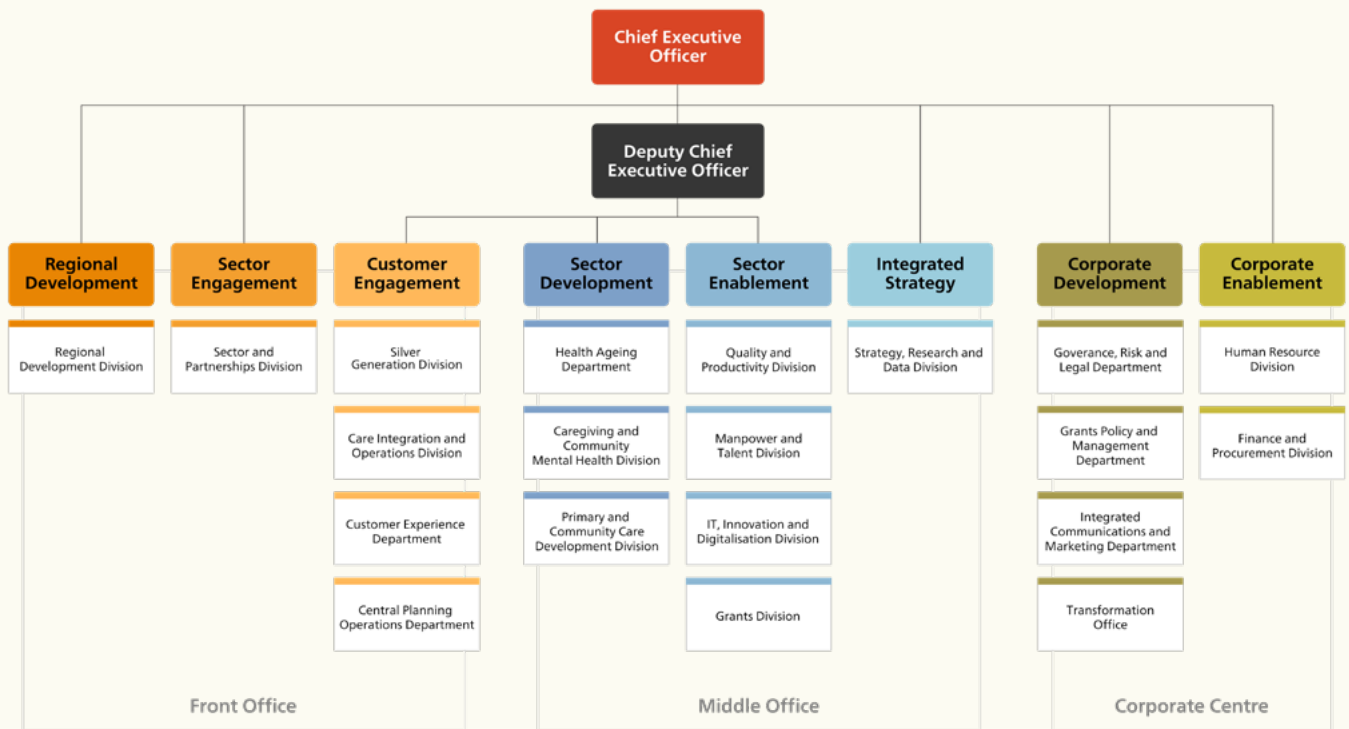 Chief Executive
Officer
Deputy Chief
Executive Officer
Regional
Development
Sector
Engagement
Customer
Engagement
Sector
Development
Sector
Enablement
Integrated
Strategy
Corporate
Development
Corporate
Enablement
Regional
Development Division
Sector and
Partnerships Division
Silver
Generation Division
Care Integration and
Operations Division
Customer Experience
Department
Central Planning
Operations Department
Health Ageing
Department
Caregiving and
Community
Mental Health Division
Primary and
Community Care
Development Division
Quality and
Productivity Division
Manpower and
Talent Division
IT, Innovation and
Digitalisation Division
Grants Division
Strategy, Research and
Data Division
Goverance, Risk and
Legal Department
Grants Policy and
Management
Department
Integrated
Communications and
Marketing Department
Transformation
Office
Human Resource
Division
Finance and
Procurement Division
Front Office
Middle Office
Corporate Centre